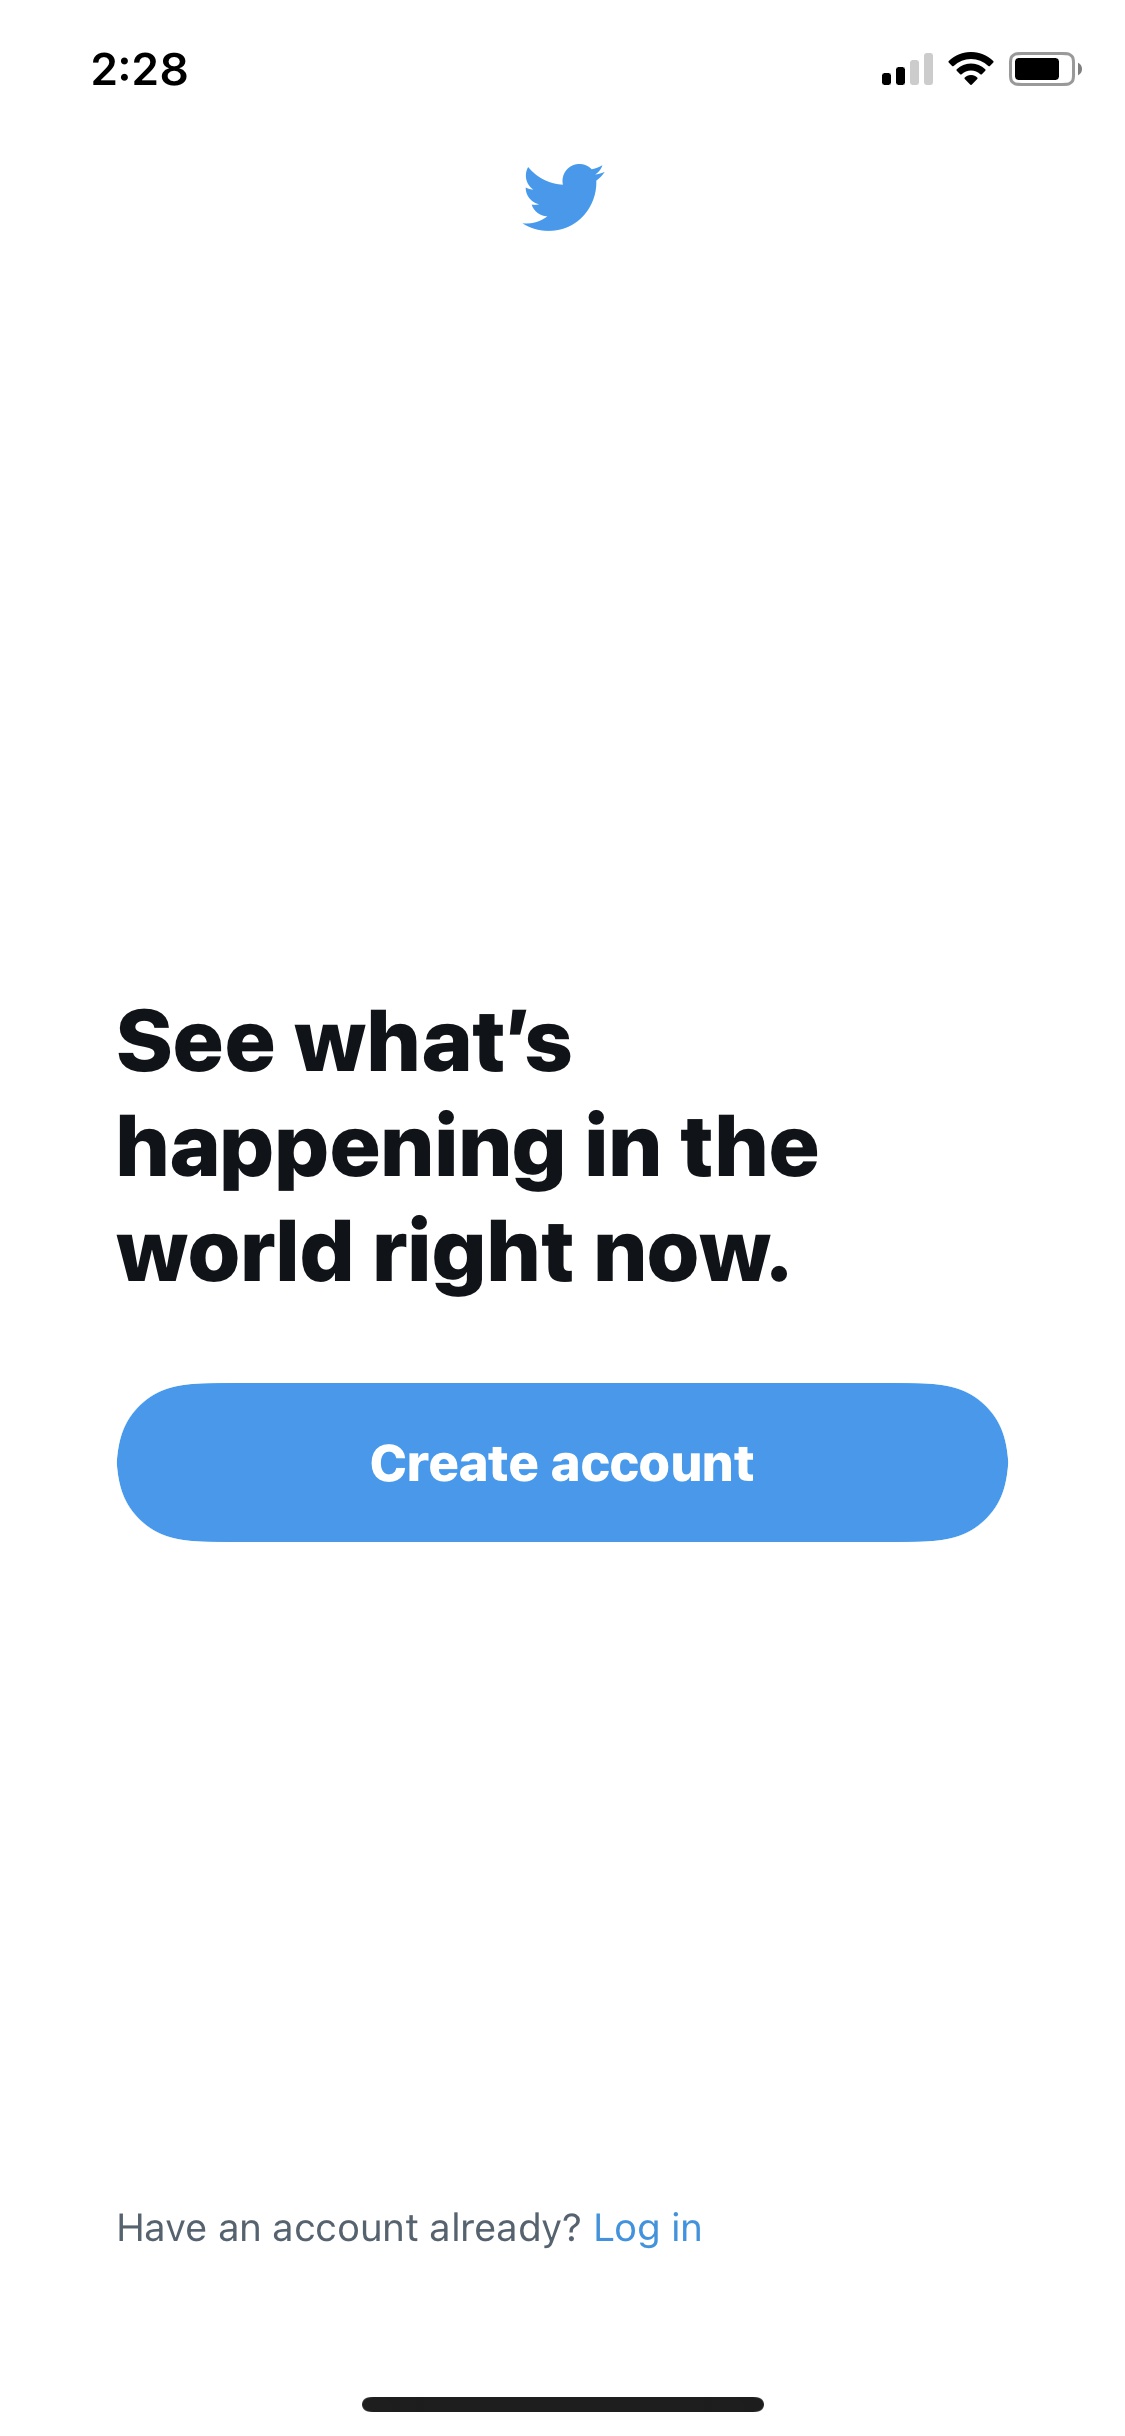 2:28
See what’s
happening in the
world right now.
Create account
Have an account already? Log in